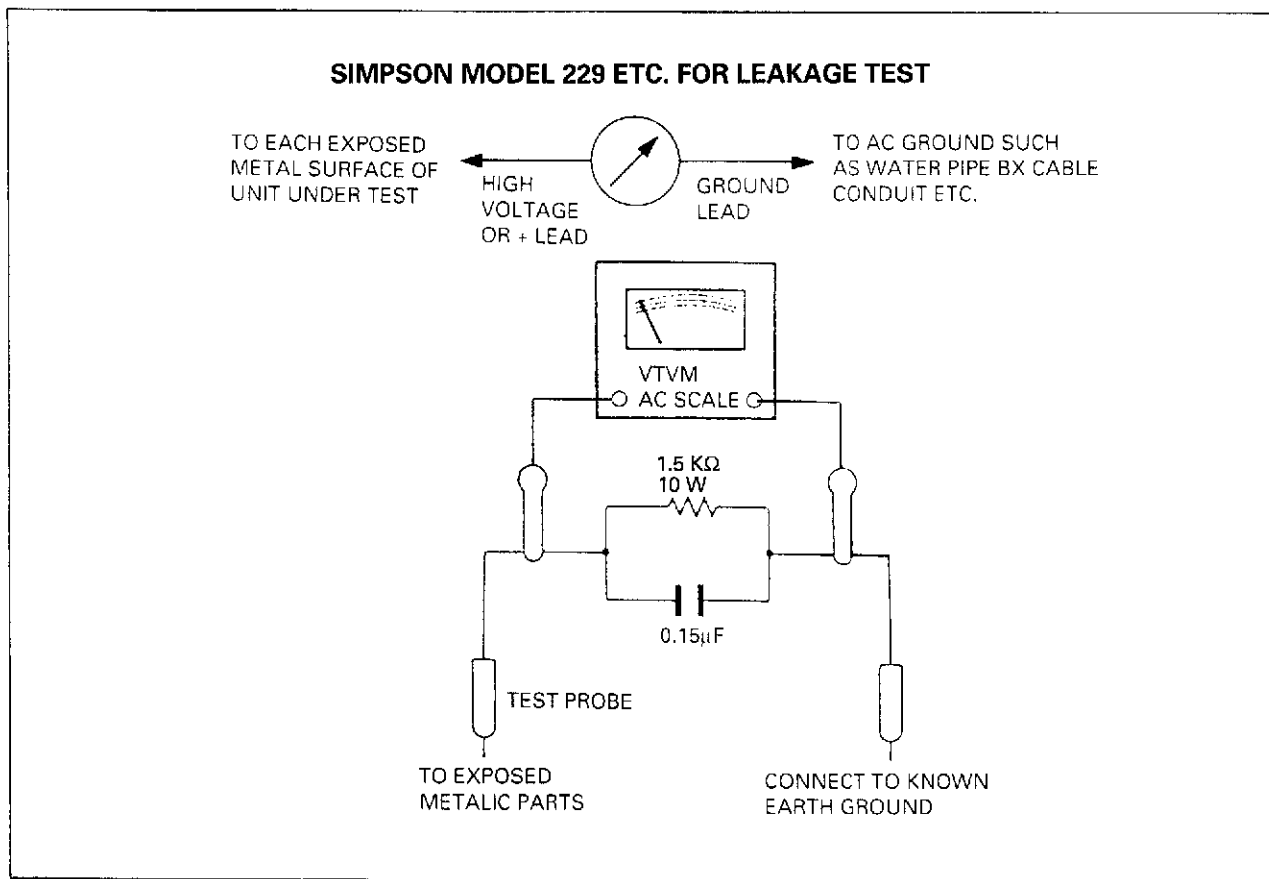 SIMPSON MODEL 229 ETC. FOR LEAKAGE TEST
TO EACH EXPOSED
METAL SURFACE OF
UNIT UNDER TEST
HIGH
VOLTAGE
OR + LEAD
GROUND
LEAD
TO AC GROUND SUCH
AS WATER PIPE BX CABLE
CONDUIT ETC.
VTVM
AC SCALE
1.5 KΩ
10 W
0.15µF
TEST PROBE
TO EXPOSED
METALIC PARTS
CONNECT TO KNOWN
EARTH GROUND